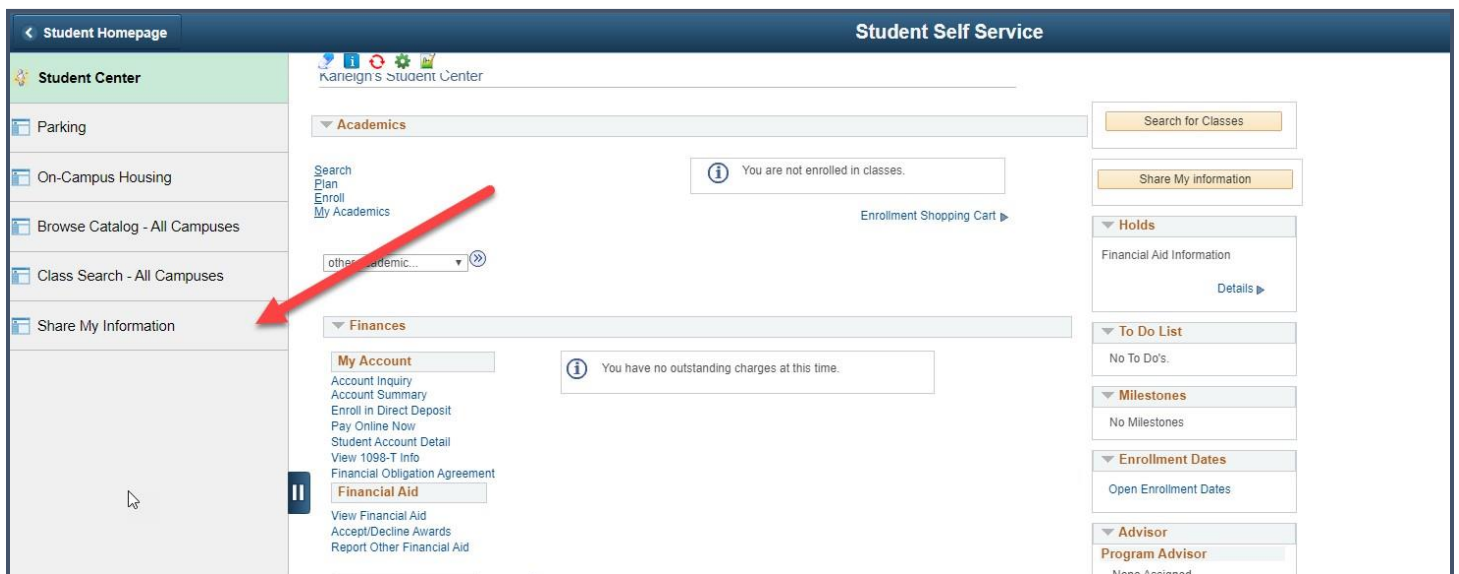 Student Homepage
Student Self Service
Student Center
Parking
On-Campus Housing
Browse Catalog - All Campuses
Class Search - All Campuses
Share My Information
Karleigh's Student Center
Academics
Search
Plan
Enroll
My Academics
You are not enrolled in classes.
Enrollment Shopping Cart
other academic...
Finances
My Account
Account Inquiry
Account Summary
Enroll in Direct Deposit
Pay Online Now
Student Account Detail
View 1098-T Info
Financial Obligation Agreement
You have no outstanding charges at this time.
Financial Aid
View Financial Aid
Accept/Decline Awards
Report Other Financial Aid
Search for Classes
Share My information
Holds
Financial Aid Information
Details
To Do List
No To Do's.
Milestones
No Milestones
Enrollment Dates
Open Enrollment Dates
Advisor
Program Advisor
None Assigned